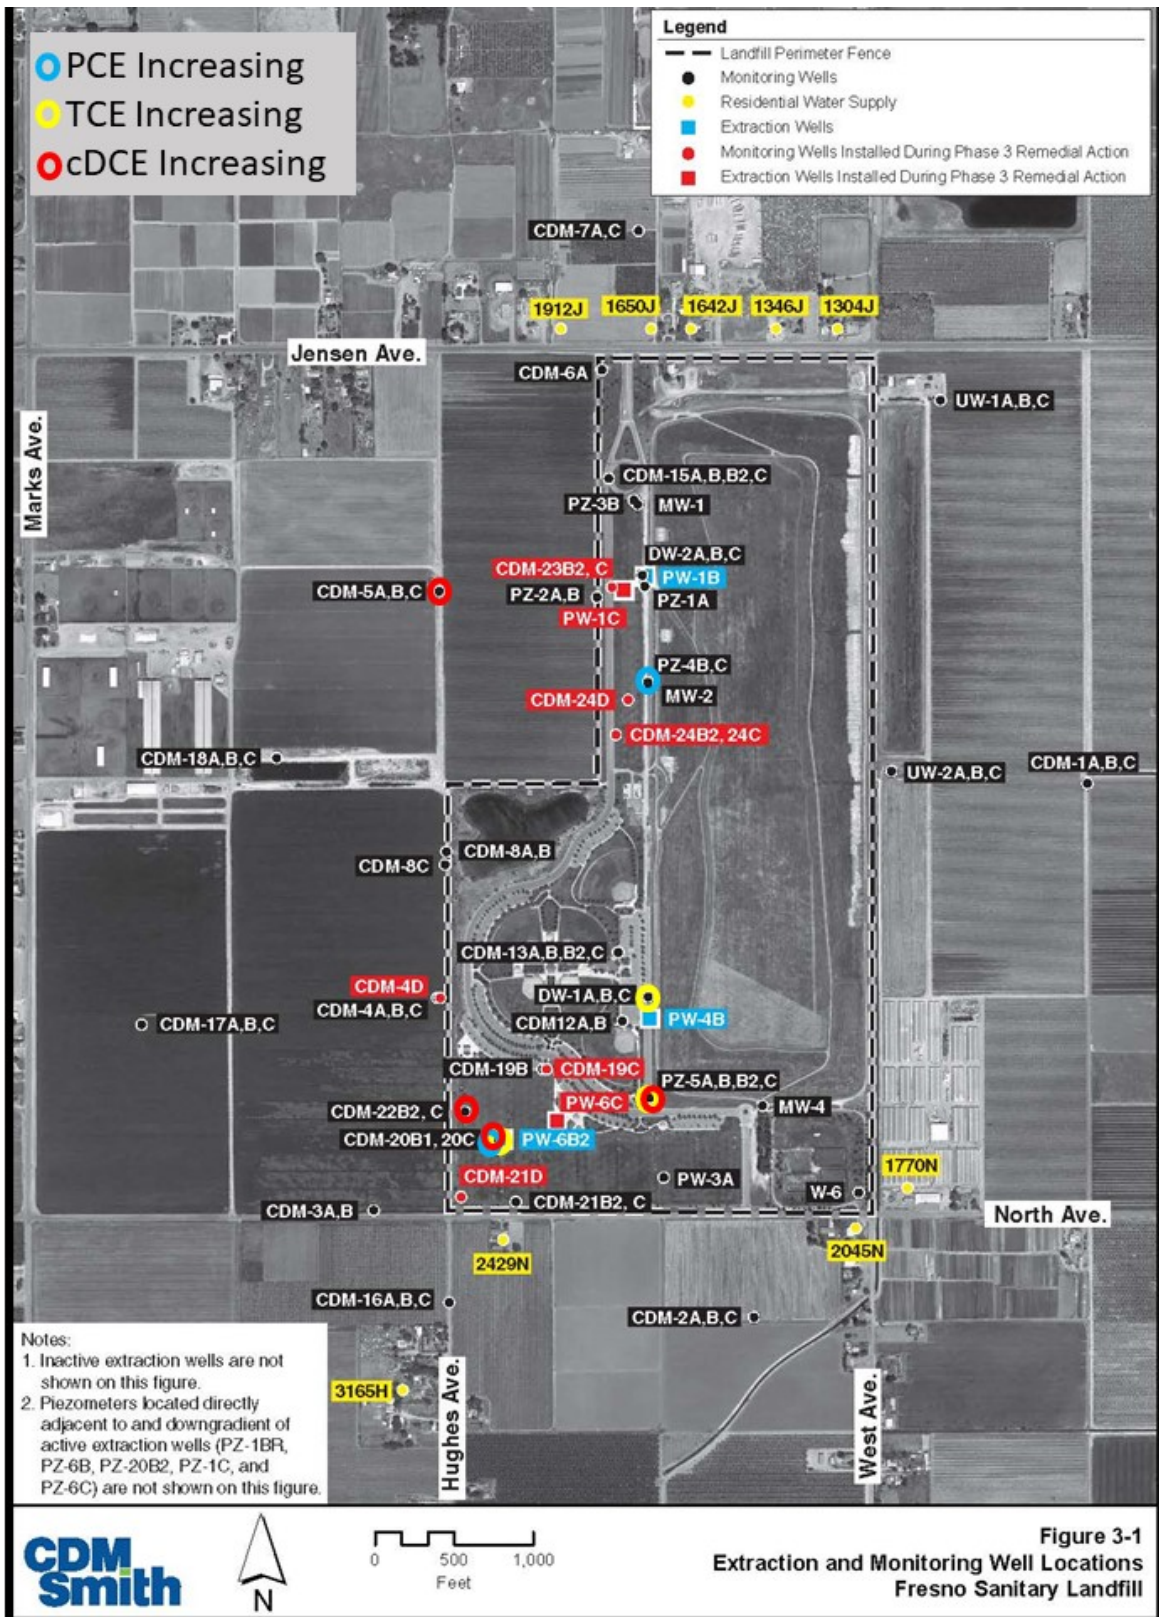 PCE Increasing
TCE Increasing
cDCE Increasing
Legend
Landfill Perimeter Fence
Monitoring Wells
Residential Water Supply
Extraction Wells
Monitoring Wells Installed During Phase 3 Remedial Action
Extraction Wells Installed During Phase 3 Remedial Action
CDM-7A,C
1912J
1650J
1642J
1346J
1304J
Jensen Ave.
CDM-6A
UW-1A,B,C
Marks Ave.
CDM-15A,B,B2,C
PZ-3B
MW-1
DW-2A,B,C
CDM-23B2, C
PW-1B
CDM-5A,B,C
PZ-2A,B
PZ-1A
PW-1C
PZ-4B,C
MW-2
CDM-24D
CDM-24B2, 24C
CDM-18A,B,C
UW-2A,B,C
CDM-1A,B,C
CDM-8A,B
CDM-8C
CDM-13A,B,B2,C
CDM-4D
DW-1A,B,C
CDM-4A,B,C
CDM-17A,B,C
CDM12A,B
PW-4B
CDM-19B
CDM-19C
PZ-5A,B,B2,C
CDM-22B2, C
PW-6C
MW-4
CDM-20B1, 20C
PW-6B2
1770N
CDM-21D
PW-3A
W-6
CDM-3A,B
CDM-21B2, C
North Ave.
2429N
2045N
CDM-16A,B,C
CDM-2A,B,C
Notes:
1. Inactive extraction wells are not
shown on this figure.
2. Piezometers located directly
adjacent to and downgradient of
active extraction wells (PZ-1BR,
PZ-6B, PZ-20B2, PZ-1C, and
PZ-6C) are not shown on this figure.
3165H
Hughes Ave.
West Ave.
CDM
Smith
N
0 500 1,000
Feet
Figure 3-1
Extraction and Monitoring Well Locations
Fresno Sanitary Landfill